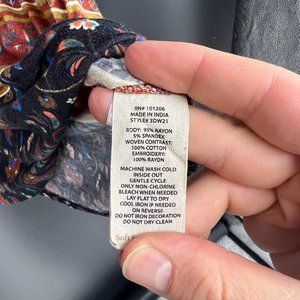 RN# 101206
MADE IN INDIA
STYLE# 3DW21
BODY: 95% RAYON
5% SPANDEX
WOVEN CONTRAST:
100% COTTON
EMBROIDERY:
100% RAYON
MACHINE WASH COLD
INSIDE OUT
GENTLE CYCLE
ONLY NON-CHLORINE
BLEACH WHEN NEEDED
LAY FLAT TO DRY
COOL IRON IF NEEDED
ON REVERSE
DO NOT IRON DECORATION
DO NOT DRY CLEAN